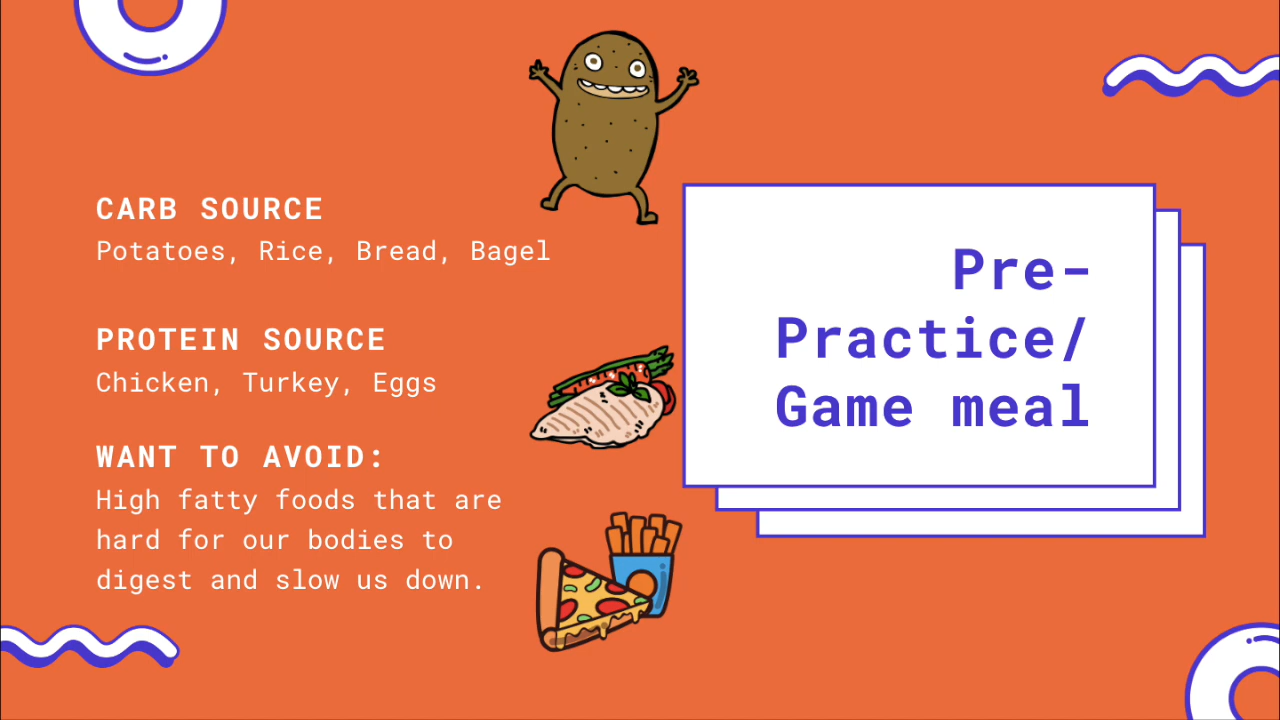 CARB SOURCE
Potatoes, Rice, Bread, Bagel
PROTEIN SOURCE
Chicken, Turkey, Eggs
WANT TO AVOID:
High fatty foods that are
hard for our bodies to
digest and slow us down.
Pre-
Practice/
Game meal